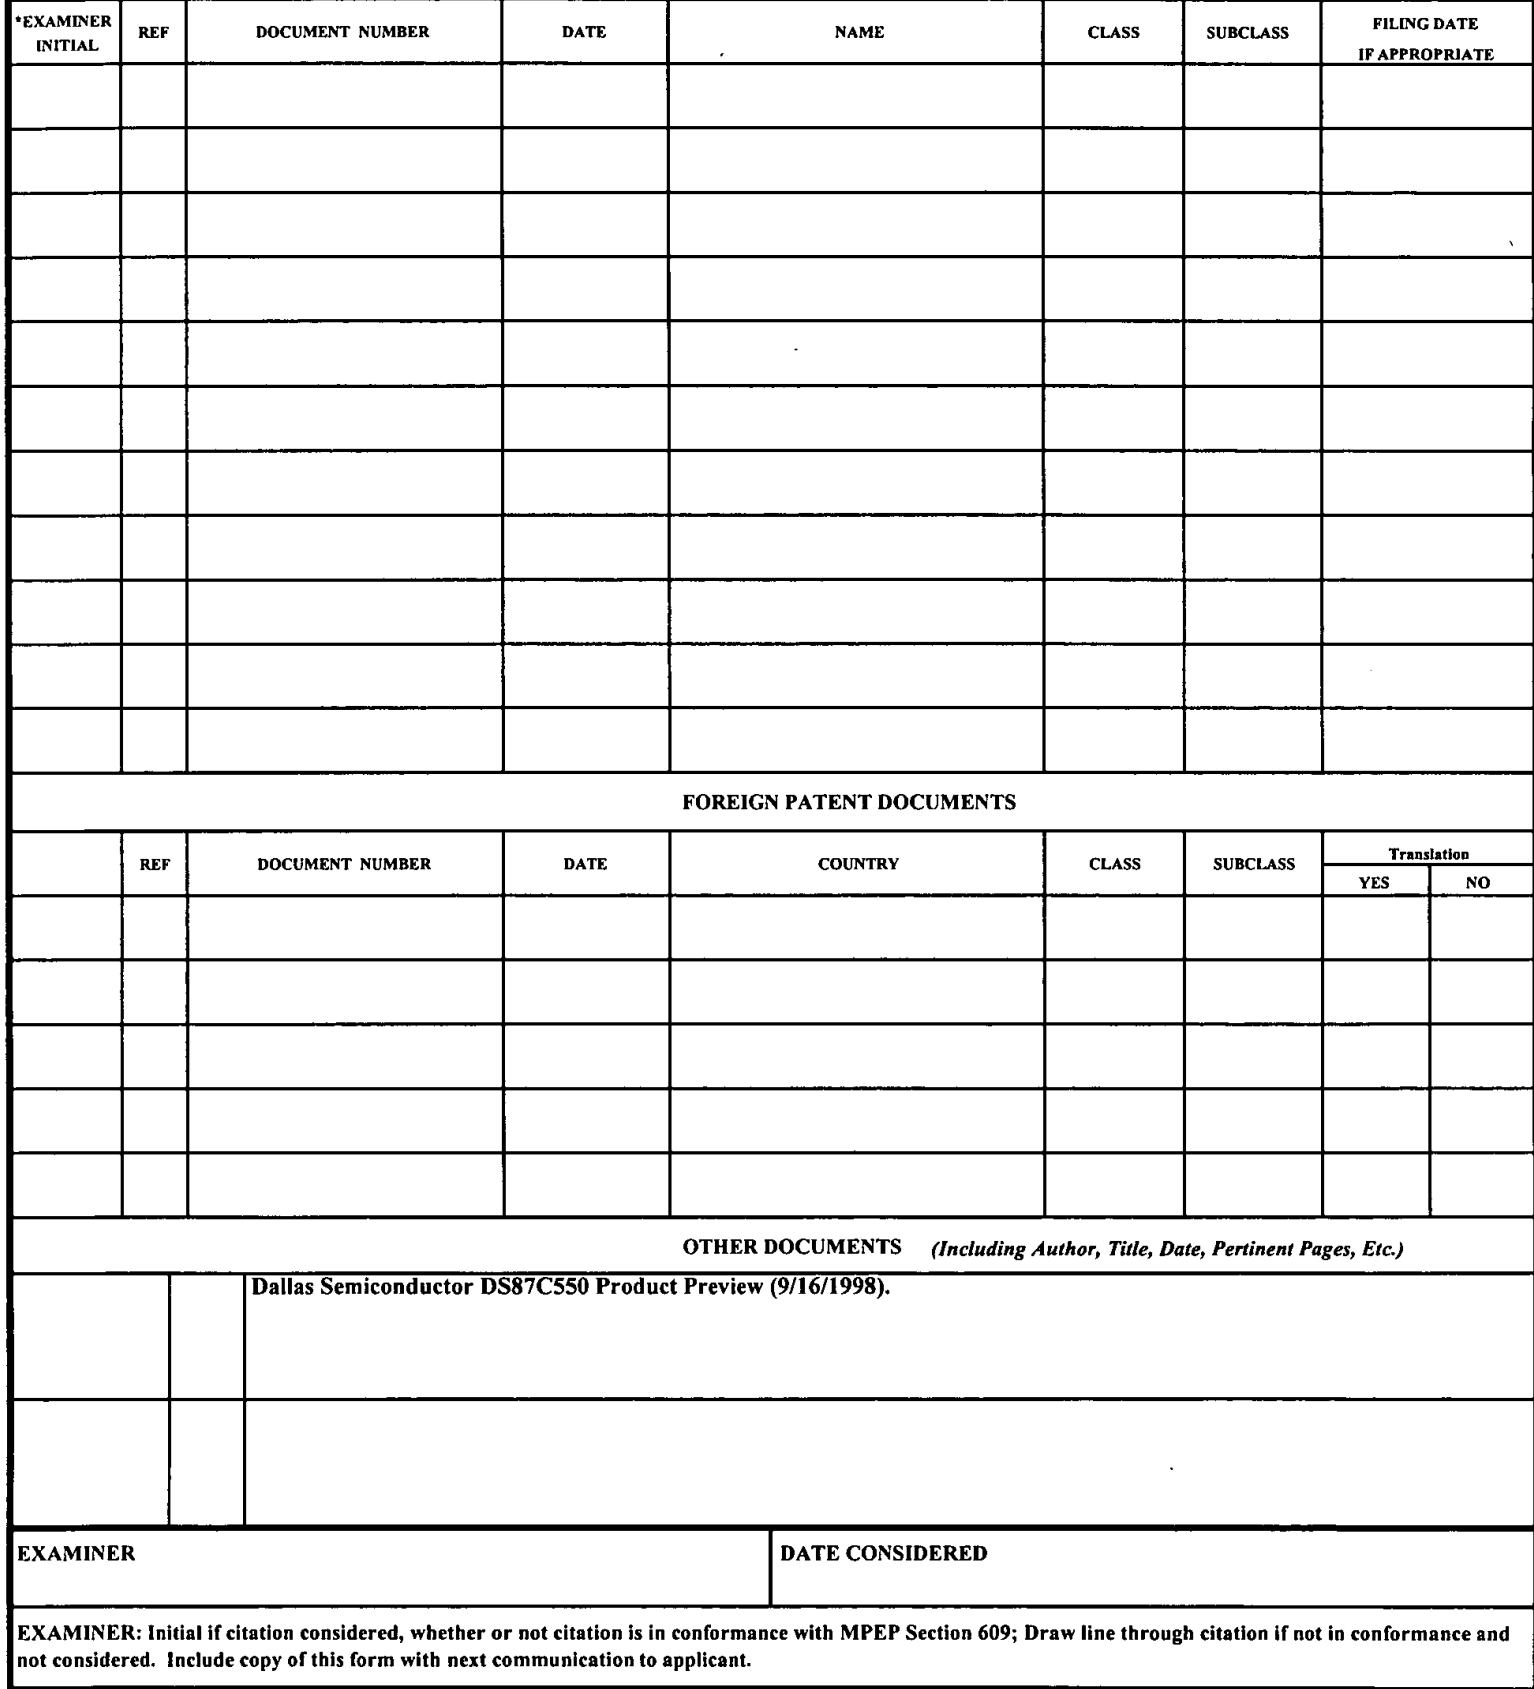 *EXAMINER INITIAL REF DOCUMENT NUMBER DATE NAME CLASS SUBCLASS FILING DATE IF APPROPRIATE
FOREIGN PATENT DOCUMENTS
REF DOCUMENT NUMBER DATE COUNTRY CLASS SUBCLASS Translation
YES NO
OTHER DOCUMENTS (Including Author, Title, Date, Pertinent Pages, Etc.)
Dallas Semiconductor DS87C550 Product Preview (9/16/1998).
EXAMINER DATE CONSIDERED
EXAMINER: Initial if citation considered, whether or not citation is in conformance with MPEP Section 609; Draw line through citation if not in conformance and
not considered. Include copy of this form with next communication to applicant.